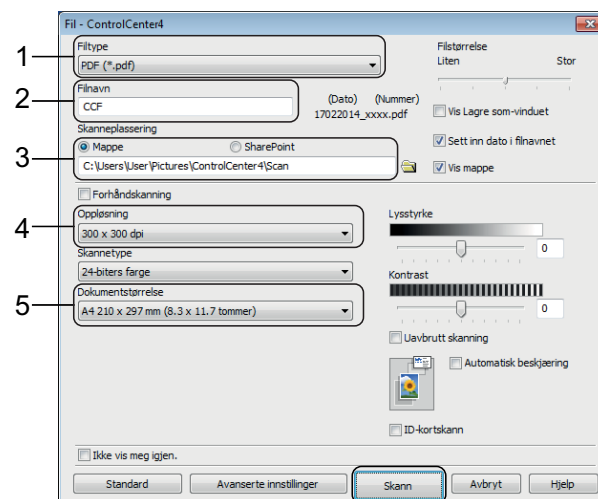 Fil - ControlCenter4
1
Filtype
PDF (*.pdf)
Filstørrelse
Liten Stor
2
Filnavn
CCF
(Dato) (Nummer)
17022014_xxxx.pdf
Vis Lagre som-vinduet
Skanneplassering
Sett inn dato i filnavnet
3
Mappe SharePoint
C:\Users\User\Pictures\ControlCenter4\Scan
Vis mappe
Forhåndskanning
4
Oppløsning
300 x 300 dpi
Lysstyrke
0
Skannetype
24-biters farge
Kontrast
0
5
Dokumentstørrelse
A4 210 x 297 mm (8.3 x 11.7 tommer)
Uavbrutt skanning
Automatisk beskjæring
ID-kortskann
Ikke vis meg igjen.
Standard Avanserte innstillinger Skann Avbryt Hjelp